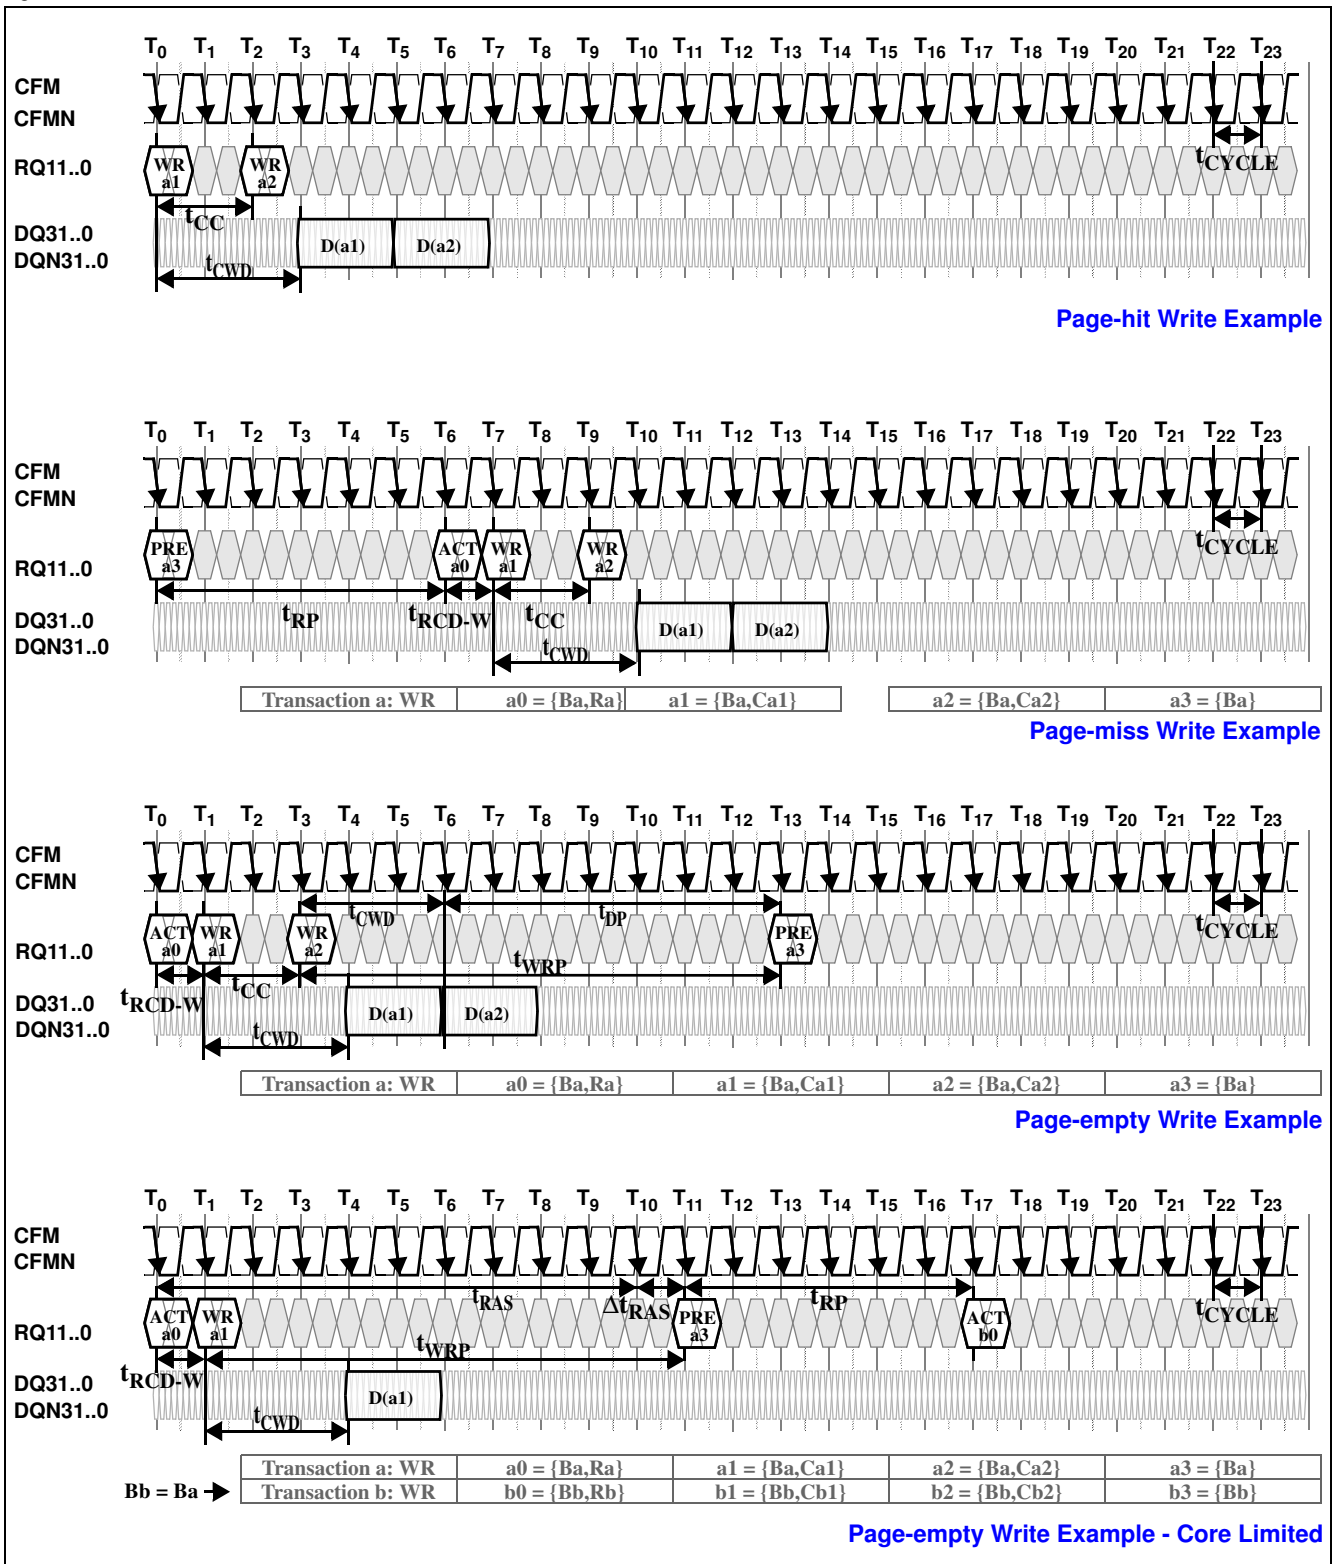 T0 T1 T2 T3 T4 T5 T6 T7 T8 T9 T10 T11 T12 T13 T14 T15 T16 T17 T18 T19 T20 T21 T22 T23
CFM
CFMN
tCYCLE
RQ11..0
WR a1
WR a2
tCC
DQ31..0
DQN31..0
D(a1)
D(a2)
tCWD
Page-hit Write Example
T0 T1 T2 T3 T4 T5 T6 T7 T8 T9 T10 T11 T12 T13 T14 T15 T16 T17 T18 T19 T20 T21 T22 T23
CFM
CFMN
tCYCLE
RQ11..0
PRE a3
ACT a0
WR a1
WR a2
tRP
tRCD-W
tCC
DQ31..0
DQN31..0
D(a1)
D(a2)
tCWD
Transaction a: WR
a0 = {Ba,Ra}
a1 = {Ba,Ca1}
a2 = {Ba,Ca2}
a3 = {Ba}
Page-miss Write Example
T0 T1 T2 T3 T4 T5 T6 T7 T8 T9 T10 T11 T12 T13 T14 T15 T16 T17 T18 T19 T20 T21 T22 T23
CFM
CFMN
tCWD
tDP
tCYCLE
RQ11..0
ACT a0
WR a1
WR a2
PRE a3
tWRP
tRCD-W
tCC
DQ31..0
DQN31..0
D(a1)
D(a2)
tCWD
Transaction a: WR
a0 = {Ba,Ra}
a1 = {Ba,Ca1}
a2 = {Ba,Ca2}
a3 = {Ba}
Page-empty Write Example
T0 T1 T2 T3 T4 T5 T6 T7 T8 T9 T10 T11 T12 T13 T14 T15 T16 T17 T18 T19 T20 T21 T22 T23
CFM
CFMN
tRAS
ΔtRAS
tRP
tCYCLE
RQ11..0
ACT a0
WR a1
PRE a3
ACT b0
tWRP
tRCD-W
DQ31..0
DQN31..0
D(a1)
tCWD
Transaction a: WR
a0 = {Ba,Ra}
a1 = {Ba,Ca1}
a2 = {Ba,Ca2}
a3 = {Ba}
Bb = Ba
Transaction b: WR
b0 = {Bb,Rb}
b1 = {Bb,Cb1}
b2 = {Bb,Cb2}
b3 = {Bb}
Page-empty Write Example - Core Limited